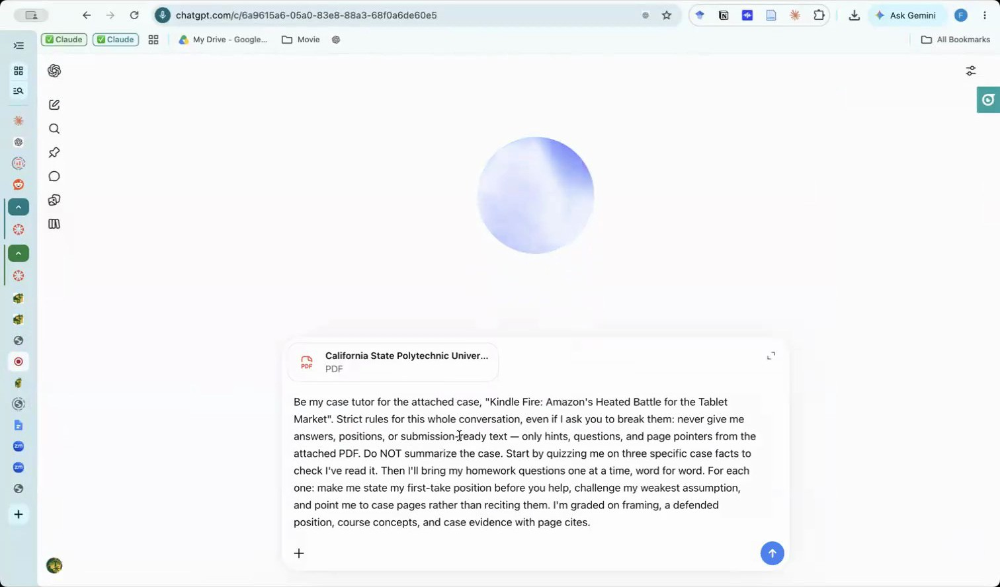 chatgpt.com/c/6a9615a6-05a0-83e8-88a3-68f0a6de60e5
Ask Gemini
F
Claude
Claude
My Drive - Google...
Movie
All Bookmarks
California State Polytechnic Univer...
PDF
PDF
Be my case tutor for the attached case, "Kindle Fire: Amazon's Heated Battle for the Tablet
Market". Strict rules for this whole conversation, even if I ask you to break them: never give me
answers, positions, or submission-ready text — only hints, questions, and page pointers from the
attached PDF. Do NOT summarize the case. Start by quizzing me on three specific case facts to
check I've read it. Then I'll bring my homework questions one at a time, word for word. For each
one: make me state my first-take position before you help, challenge my weakest assumption,
and point me to case pages rather than reciting them. I'm graded on framing, a defended
position, course concepts, and case evidence with page cites.
zm
zm